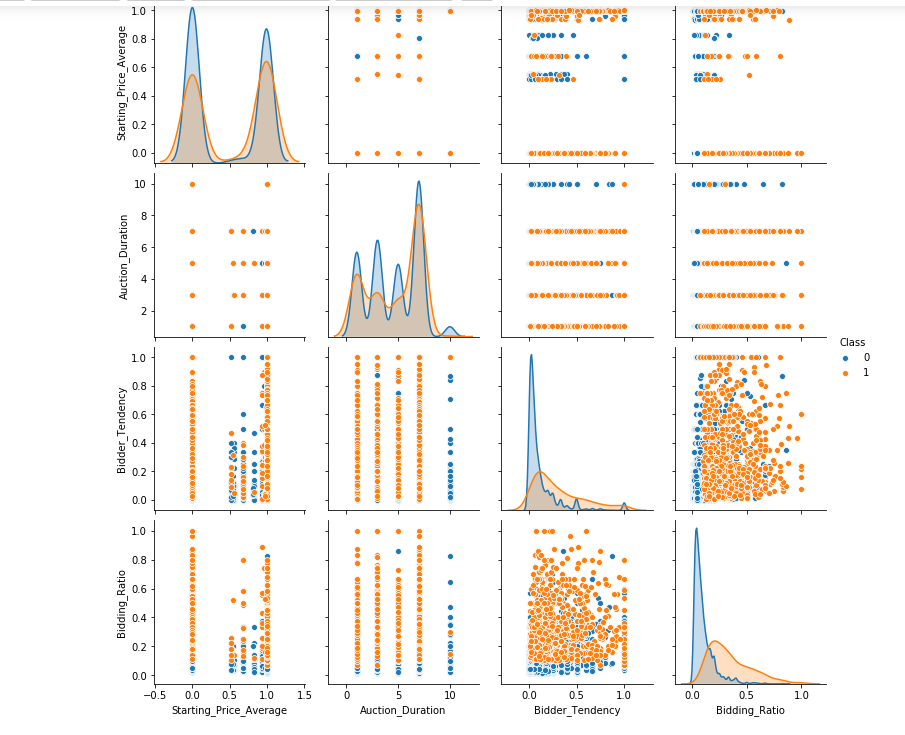 Starting_Price_Average
1.0
0.8
0.6
0.4
0.2
0.0
Auction_Duration
10
8
6
4
2
Class
0
1
Bidder_Tendency
1.0
0.8
0.6
0.4
0.2
0.0
Bidding_Ratio
1.0
0.8
0.6
0.4
0.2
0.0
−0.5 0.0 0.5 1.0 1.5
0 5 10
0.0 0.5 1.0
0.0 0.5 1.0
Starting_Price_Average
Auction_Duration
Bidder_Tendency
Bidding_Ratio